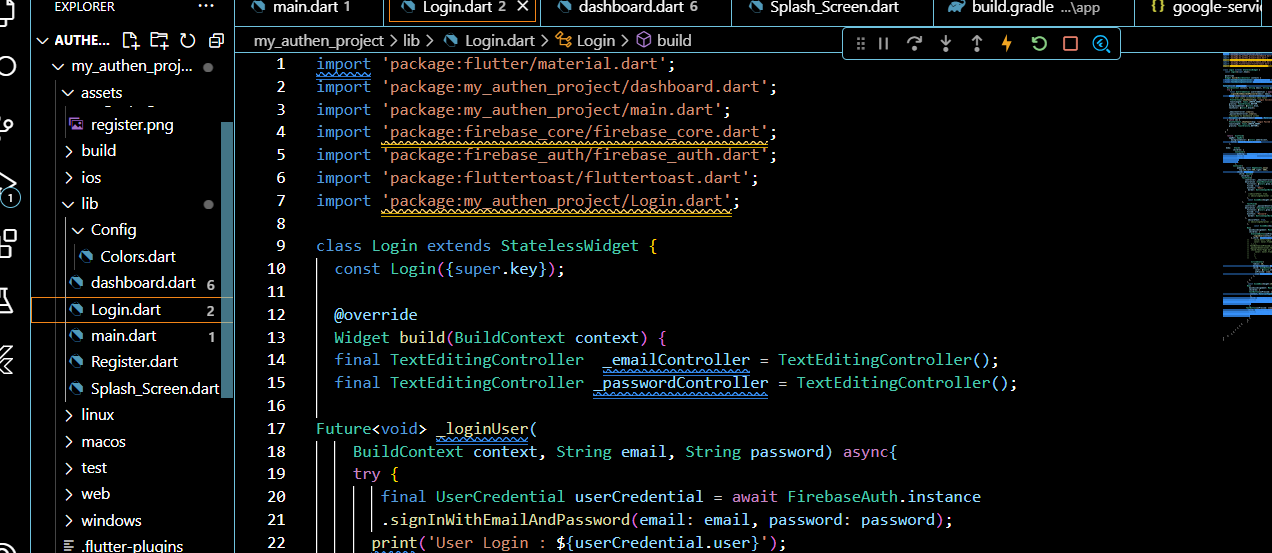 EXPLORER
...
main.dart 1
Login.dart 2
dashboard.dart 6
Splash_Screen.dart
build.gradle ...\app
{} google-servi
AUTHE...
my_authen_project > lib > Login.dart > Login > build
my_authen_proj...
assets
register.png
build
ios
lib
Config
Colors.dart
dashboard.dart 6
Login.dart 2
main.dart 1
Register.dart
Splash_Screen.dart
linux
macos
test
web
windows
.flutter-plugins
1
1 import 'package:flutter/material.dart';
2 import 'package:my_authen_project/dashboard.dart';
3 import 'package:my_authen_project/main.dart';
4 import 'package:firebase_core/firebase_core.dart';
5 import 'package:firebase_auth/firebase_auth.dart';
6 import 'package:fluttertoast/fluttertoast.dart';
7 import 'package:my_authen_project/Login.dart';
8
9 class Login extends StatelessWidget {
10 const Login({super.key});
11
12 @override
13 Widget build(BuildContext context) {
14 final TextEditingController _emailController = TextEditingController();
15 final TextEditingController _passwordController = TextEditingController();
16
17 Future<void> _loginUser(
18 BuildContext context, String email, String password) async{
19 try {
20 final UserCredential userCredential = await FirebaseAuth.instance
21 .signInWithEmailAndPassword(email: email, password: password);
22 print('User Login : ${userCredential.user}');